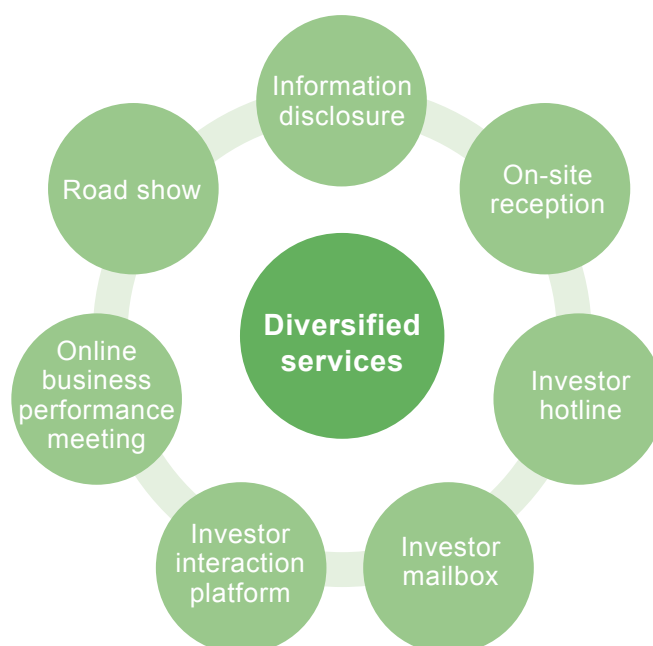 Information
disclosure
On-site
reception
Investor
hotline
Investor
mailbox
Investor
interaction
platform
Online
business
performance
meeting
Road show
Diversified
services